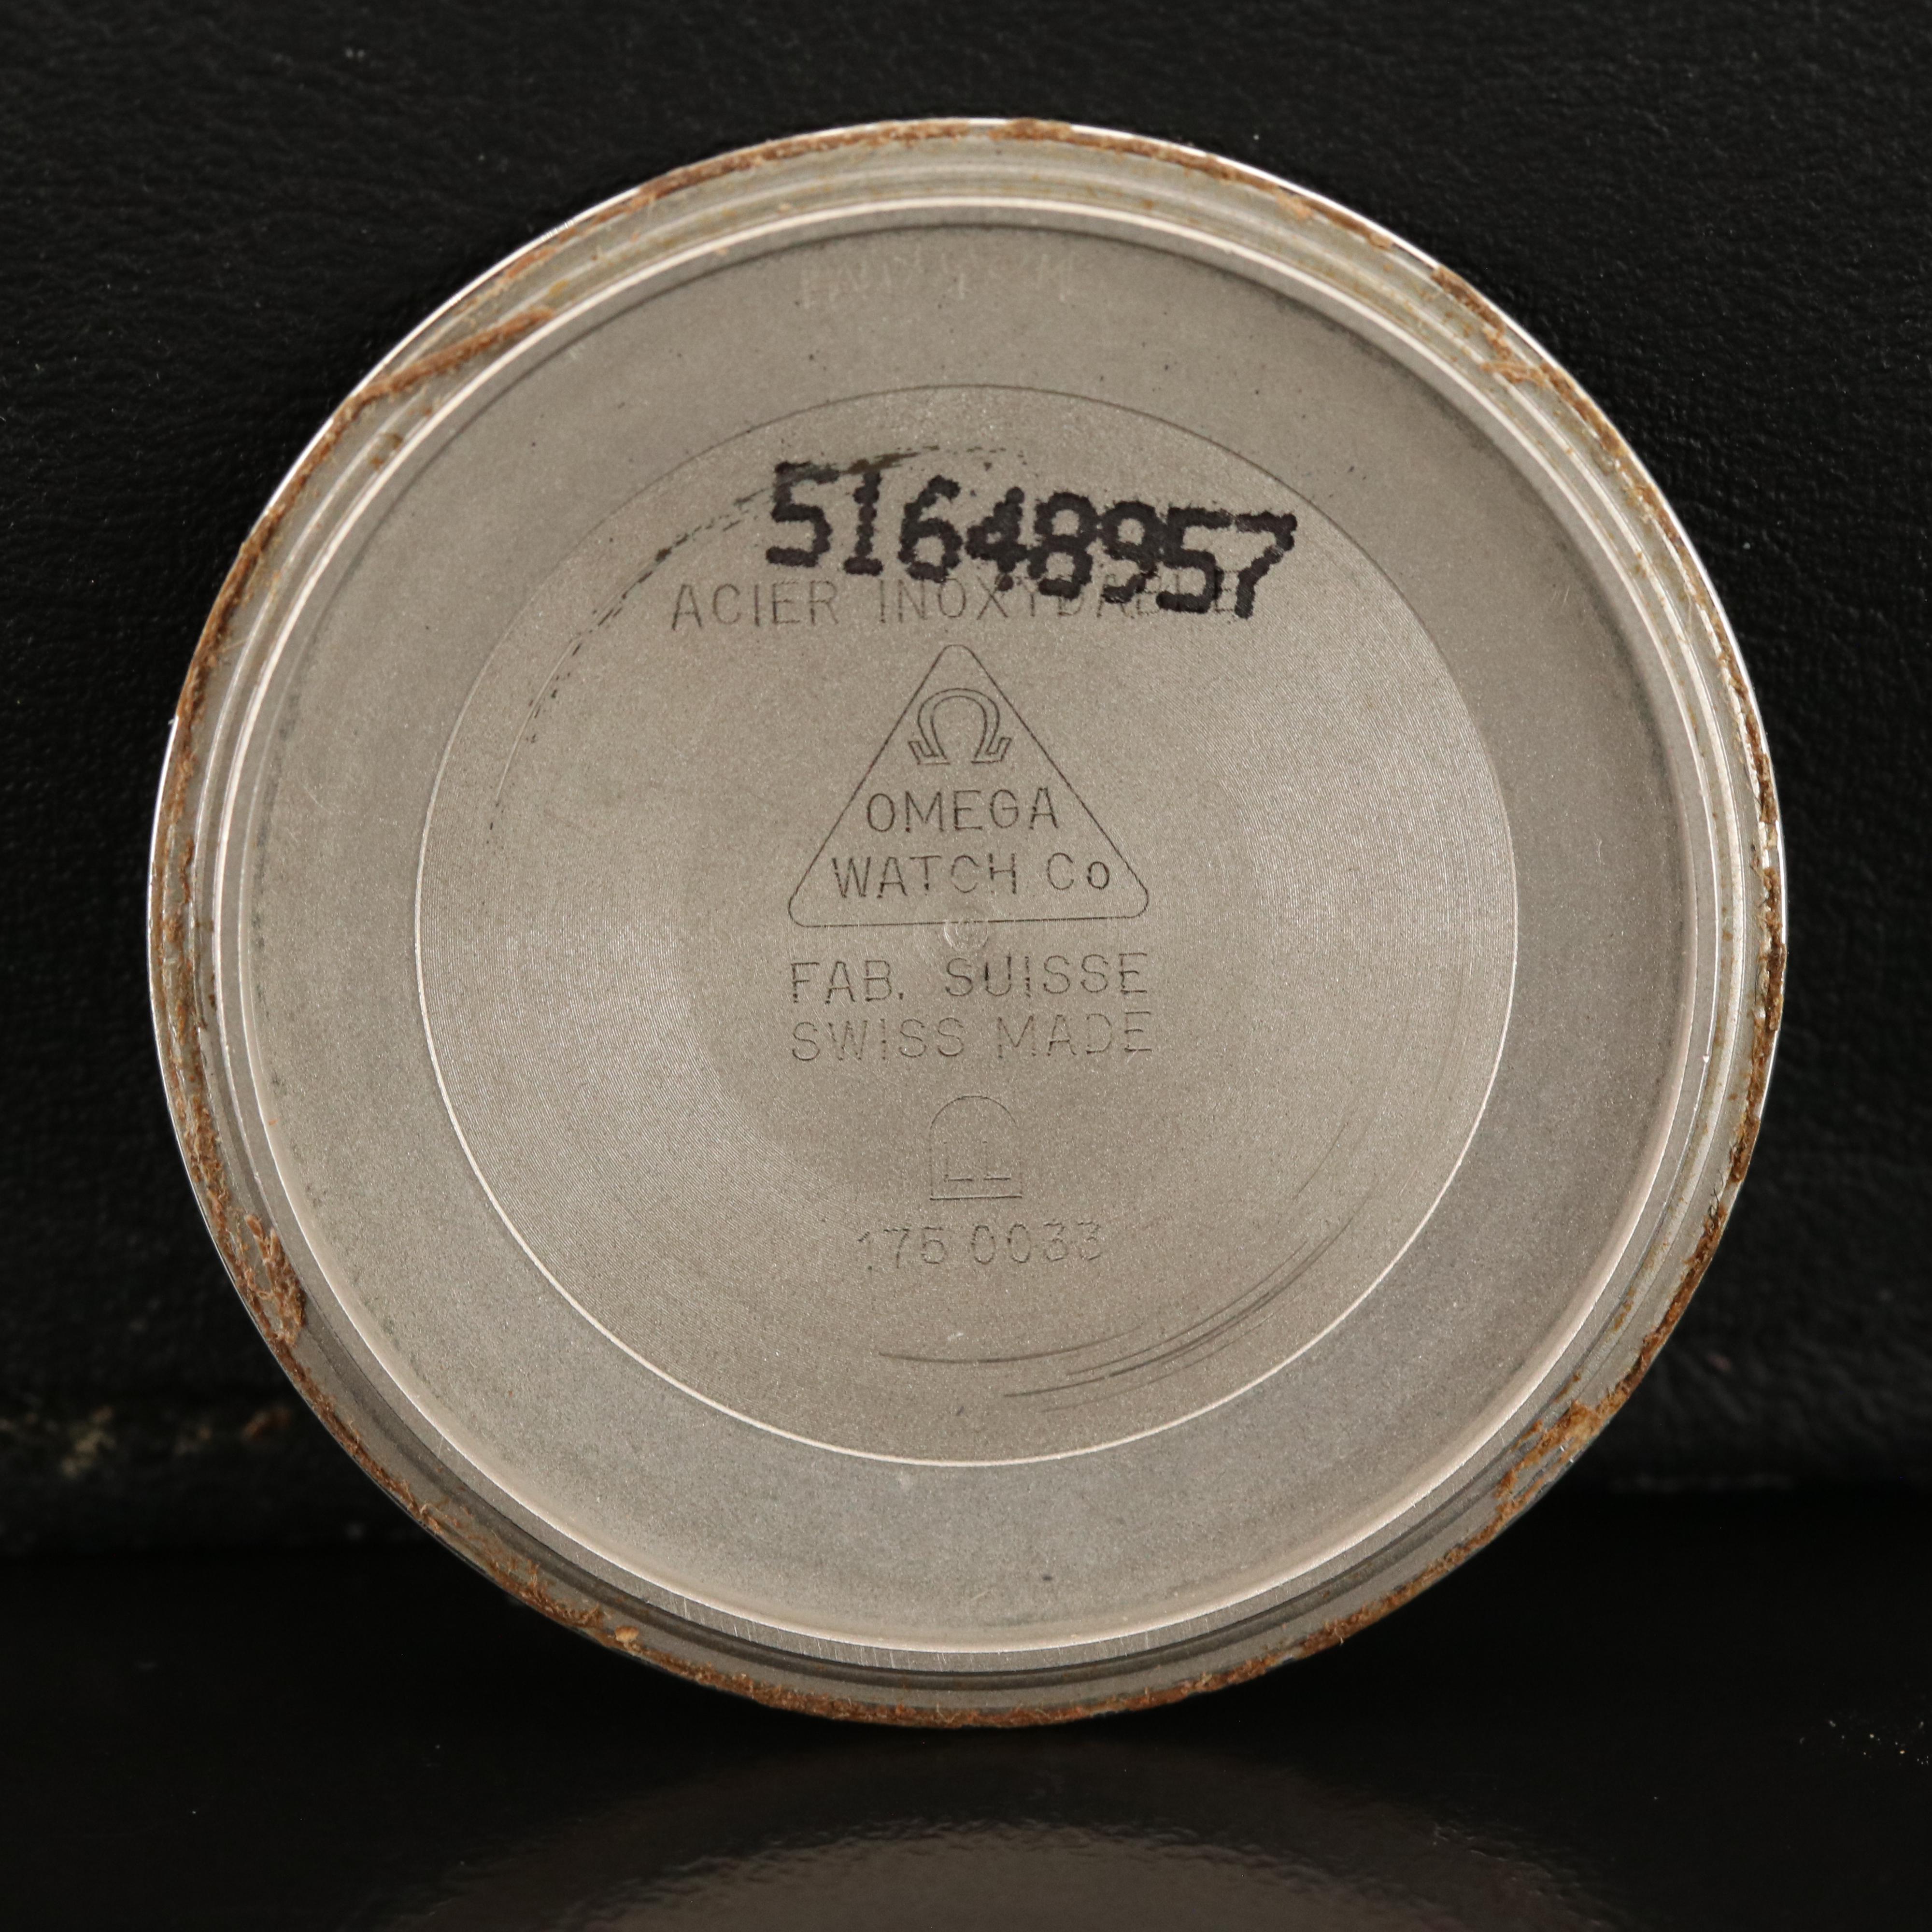 51648957
ACIER INOXYDABLE
Ω
OMEGA
WATCH Co
FAB. SUISSE
SWISS MADE
F
175 0033